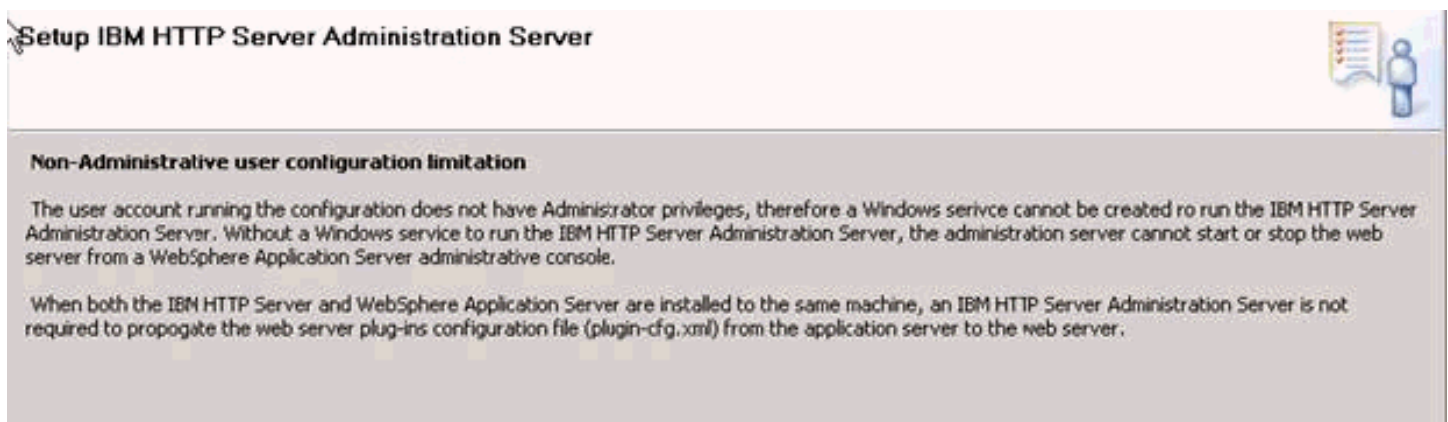 Setup IBM HTTP Server Administration Server
Non-Administrative user configuration limitation
The user account running the configuration does not have Administrator privileges, therefore a Windows serivce cannot be created ro run the IBM HTTP Server
Administration Server. Without a Windows service to run the IBM HTTP Server Administration Server, the administration server cannot start or stop the web
server from a WebSphere Application Server administrative console.
When both the IBM HTTP Server and WebSphere Application Server are installed to the same machine, an IBM HTTP Server Administration Server is not
required to propogate the web server plug-ins configuration file (plugin-cfg.xml) from the application server to the web server.